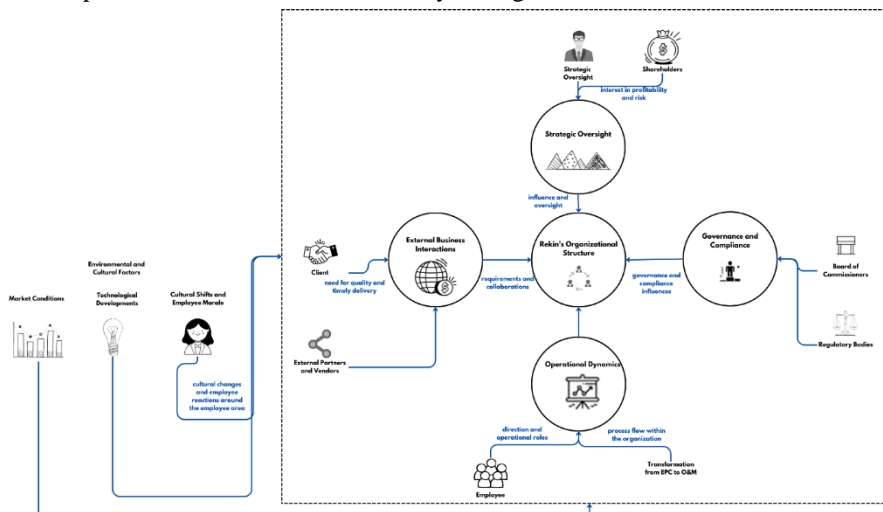 Strategic
Oversight
Shareholders
interest in profitability
and risk
Strategic Oversight
influence and
oversight
External Business
Interactions
Rekin's Organizational
Structure
Governance and
Compliance
Client
need for quality and
timely delivery
requirements and
collaborations
governance and
compliance
influences
Board of
Commissioners
Regulatory Bodies
Environmental and
Cultural Factors
Market Conditions
Technological
Developments
Cultural Shifts and
Employee Morale
cultural changes
and employee
reactions around
the employee area
External Partners
and Vendors
Operational Dynamics
direction and
operational roles
process flow within
the organization
Employee
Transformation
from EPC to O&M